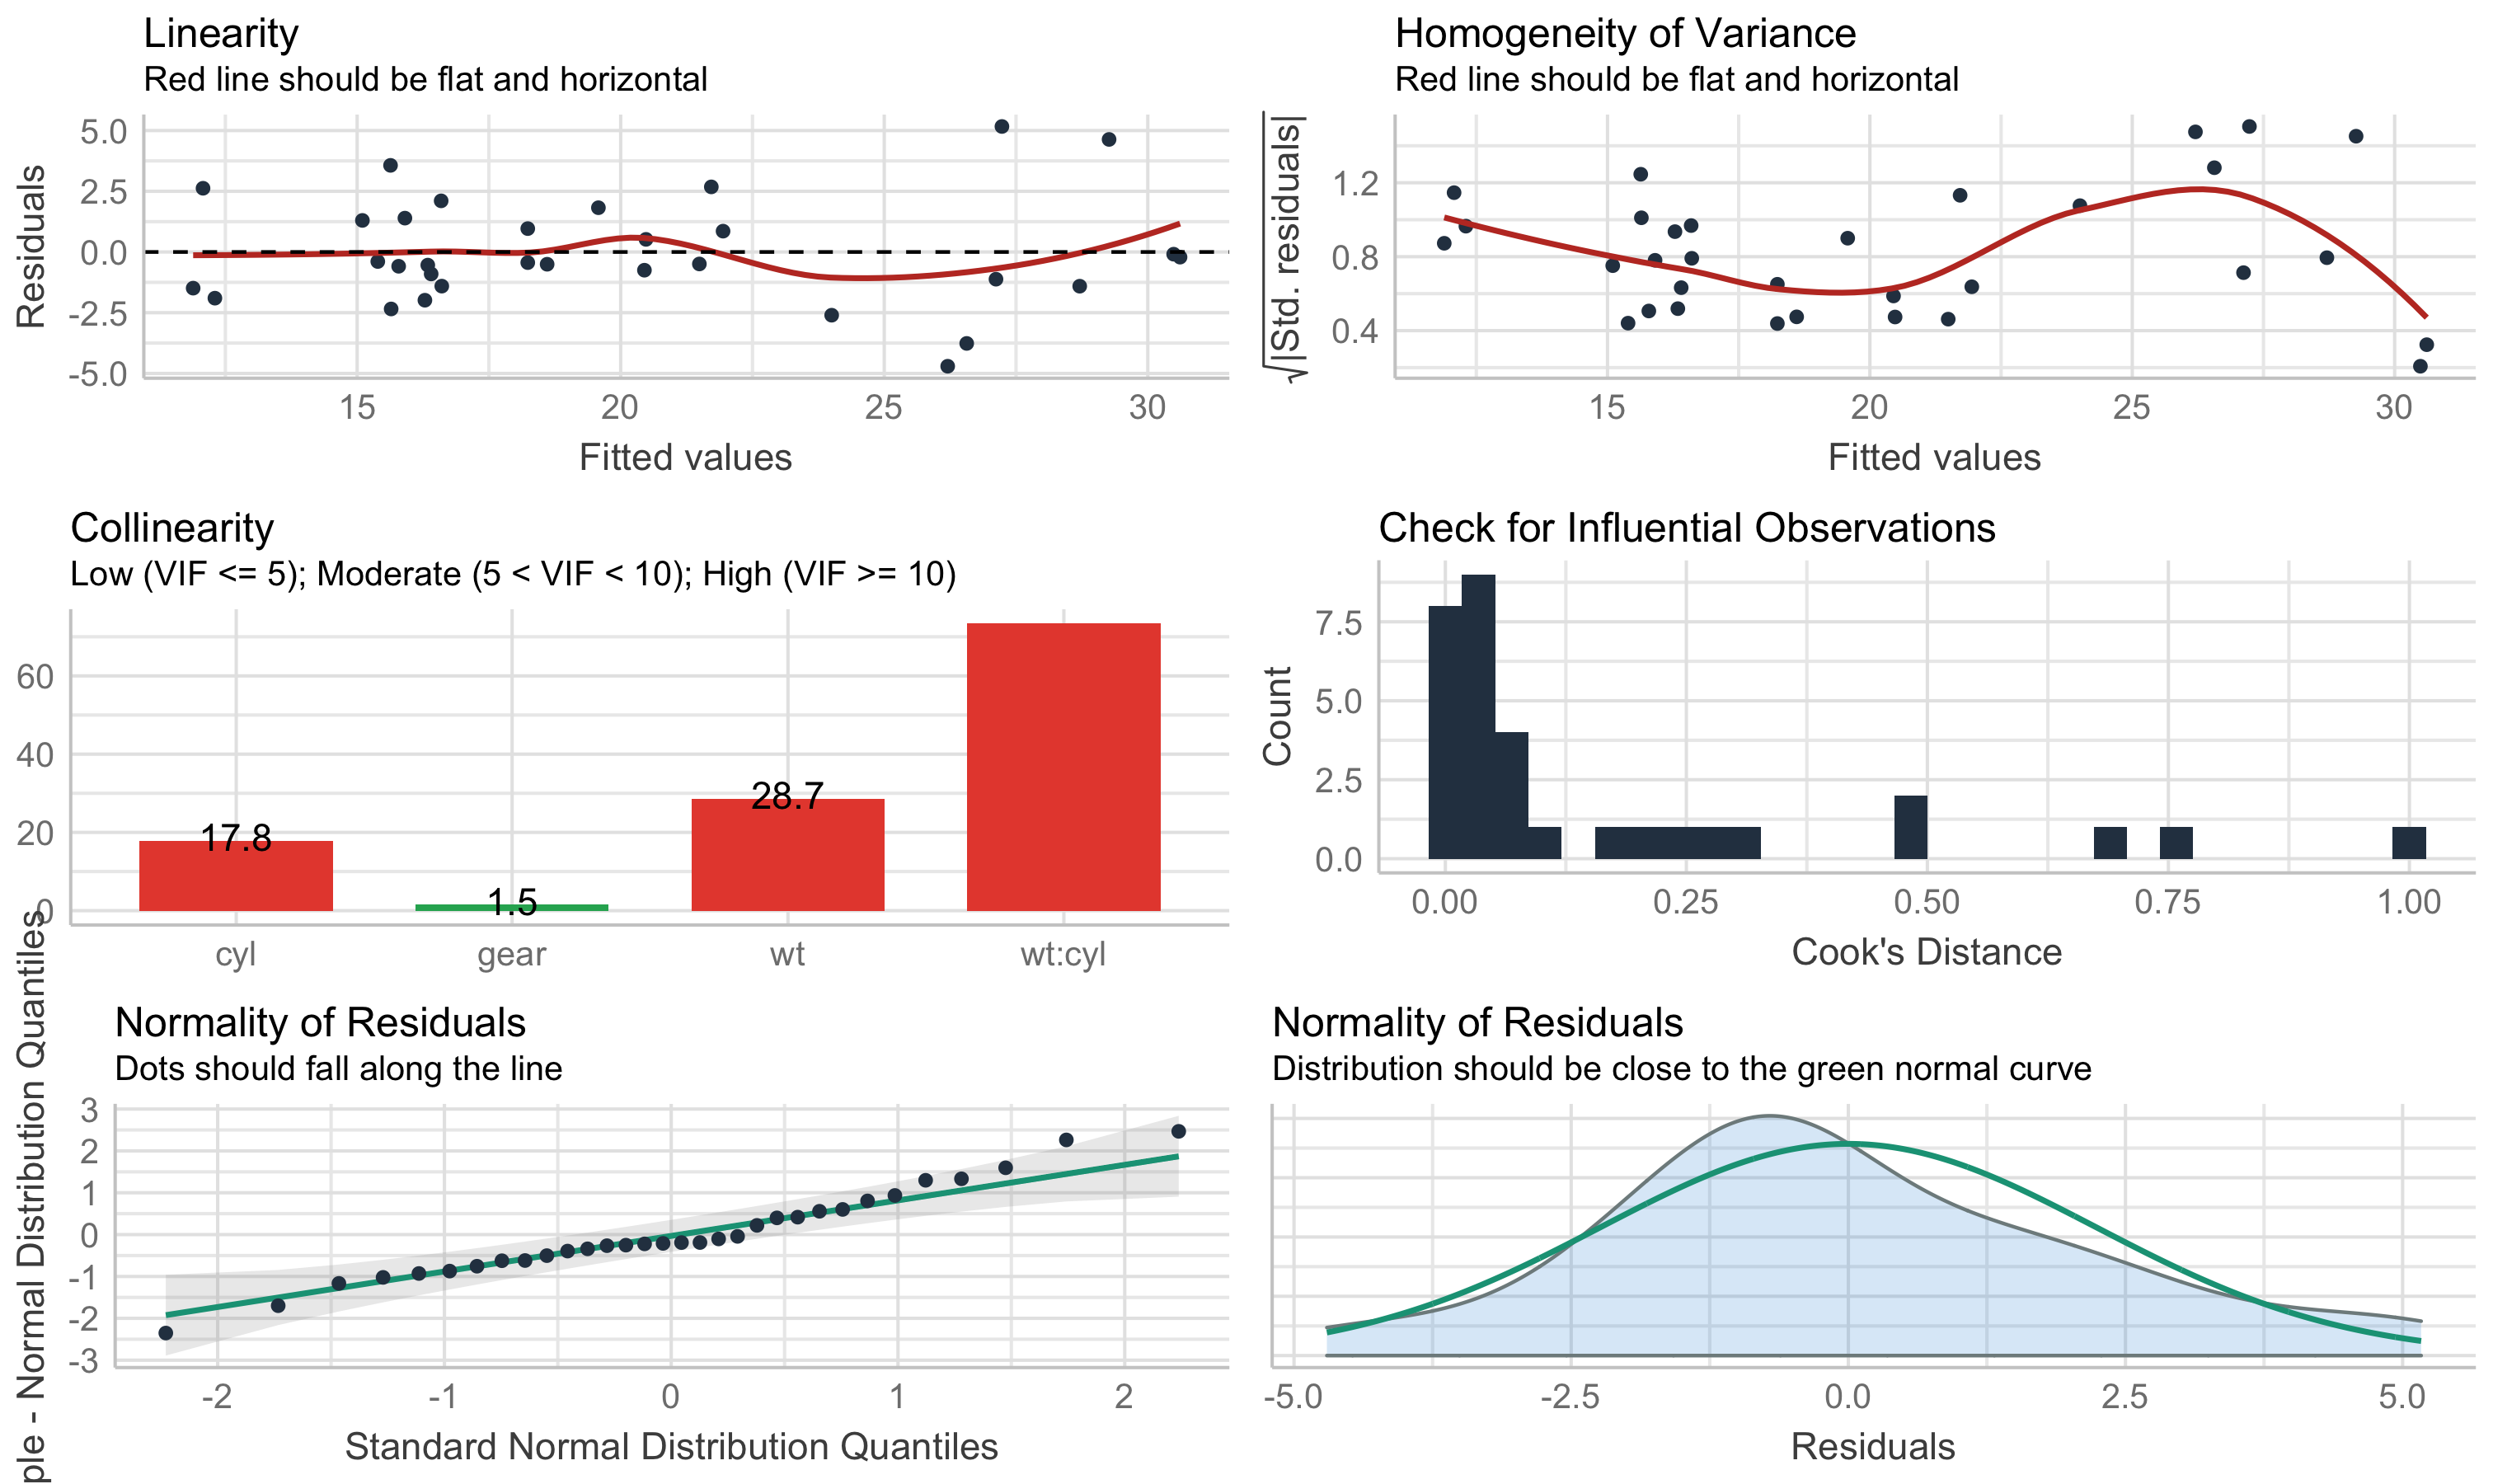 Linearity
Red line should be flat and horizontal
Residuals
5.0
2.5
0.0
-2.5
-5.0
15 20 25 30
Fitted values
Homogeneity of Variance
Red line should be flat and horizontal
√|Std. residuals|
1.2
0.8
0.4
15 20 25 30
Fitted values
Collinearity
Low (VIF <= 5); Moderate (5 < VIF < 10); High (VIF >= 10)
60
40
20
0
17.8
1.5
28.7
cyl gear wt wt:cyl
Check for Influential Observations
Count
7.5
5.0
2.5
0.0
0.00 0.25 0.50 0.75 1.00
Cook's Distance
Normality of Residuals
Dots should fall along the line
ple - Normal Distribution Quantiles
3
2
1
0
-1
-2
-3
-2 -1 0 1 2
Standard Normal Distribution Quantiles
Normality of Residuals
Distribution should be close to the green normal curve
-5.0 -2.5 0.0 2.5 5.0
Residuals